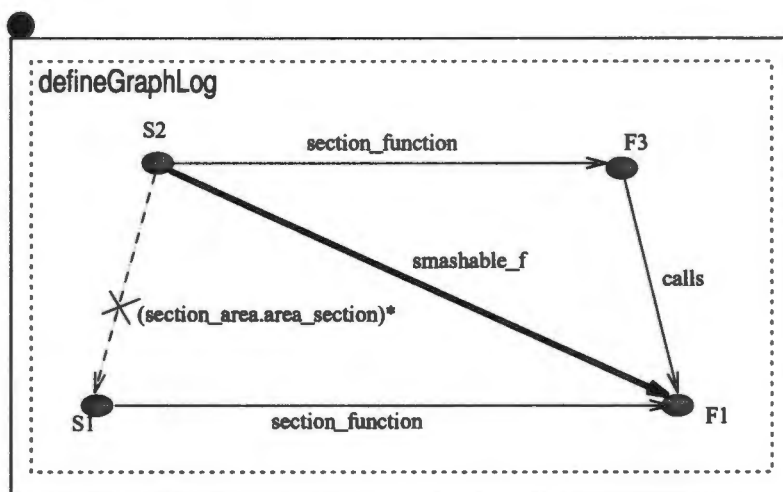 defineGraphLog
S2
section_function
F3
smashable_f
calls
(section_area.area_section)*
S1
section_function
F1